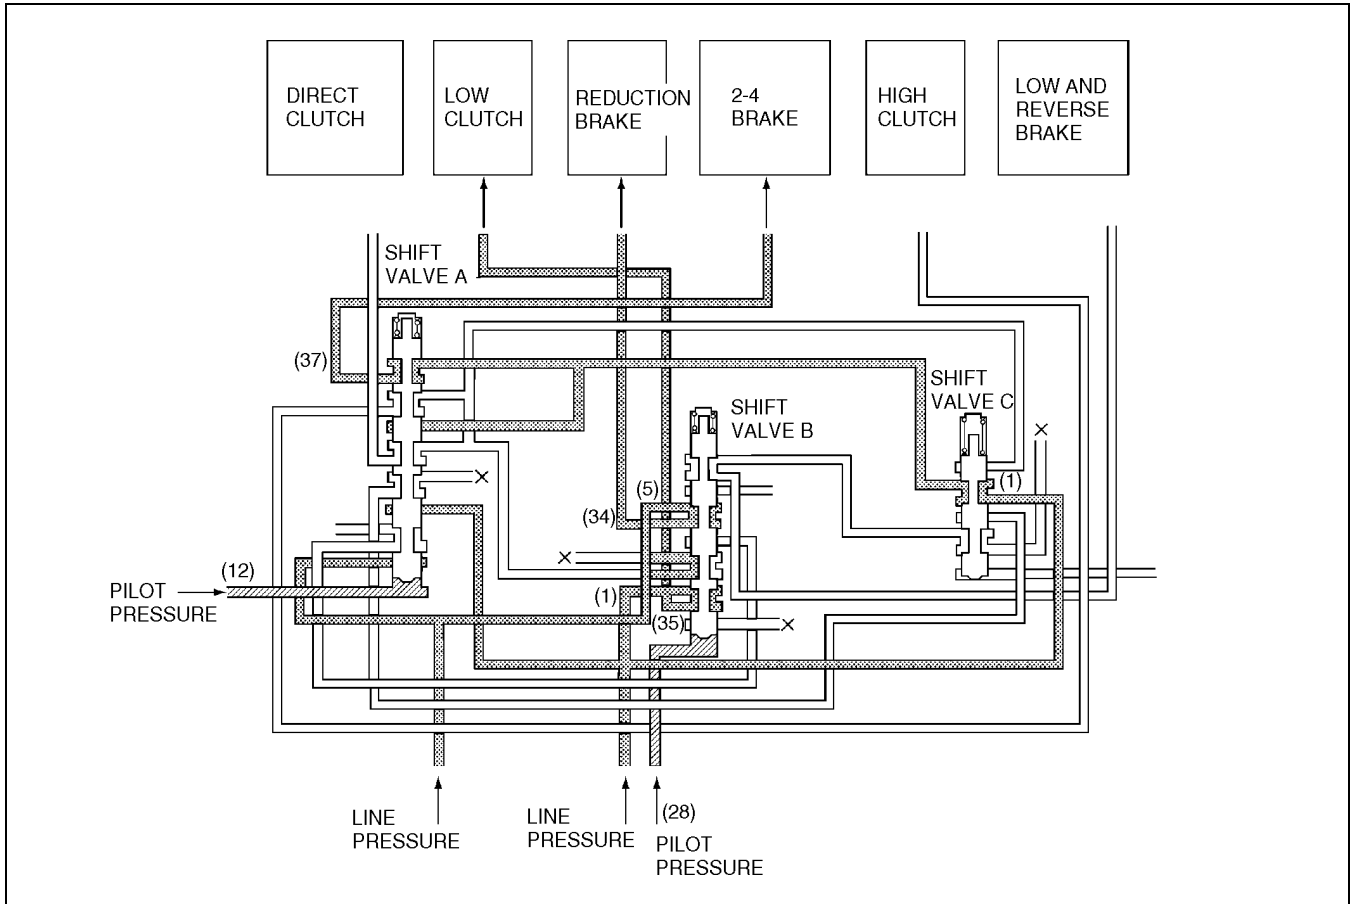 DIRECT
CLUTCH
LOW
CLUTCH
REDUCTION
BRAKE
2-4
BRAKE
HIGH
CLUTCH
LOW AND
REVERSE
BRAKE
SHIFT
VALVE A
(37)
SHIFT
VALVE B
SHIFT
VALVE C
(1)
(5)
(34)
(12)
PILOT
PRESSURE
(1)
(35)
LINE
PRESSURE
LINE
PRESSURE
(28)
PILOT
PRESSURE